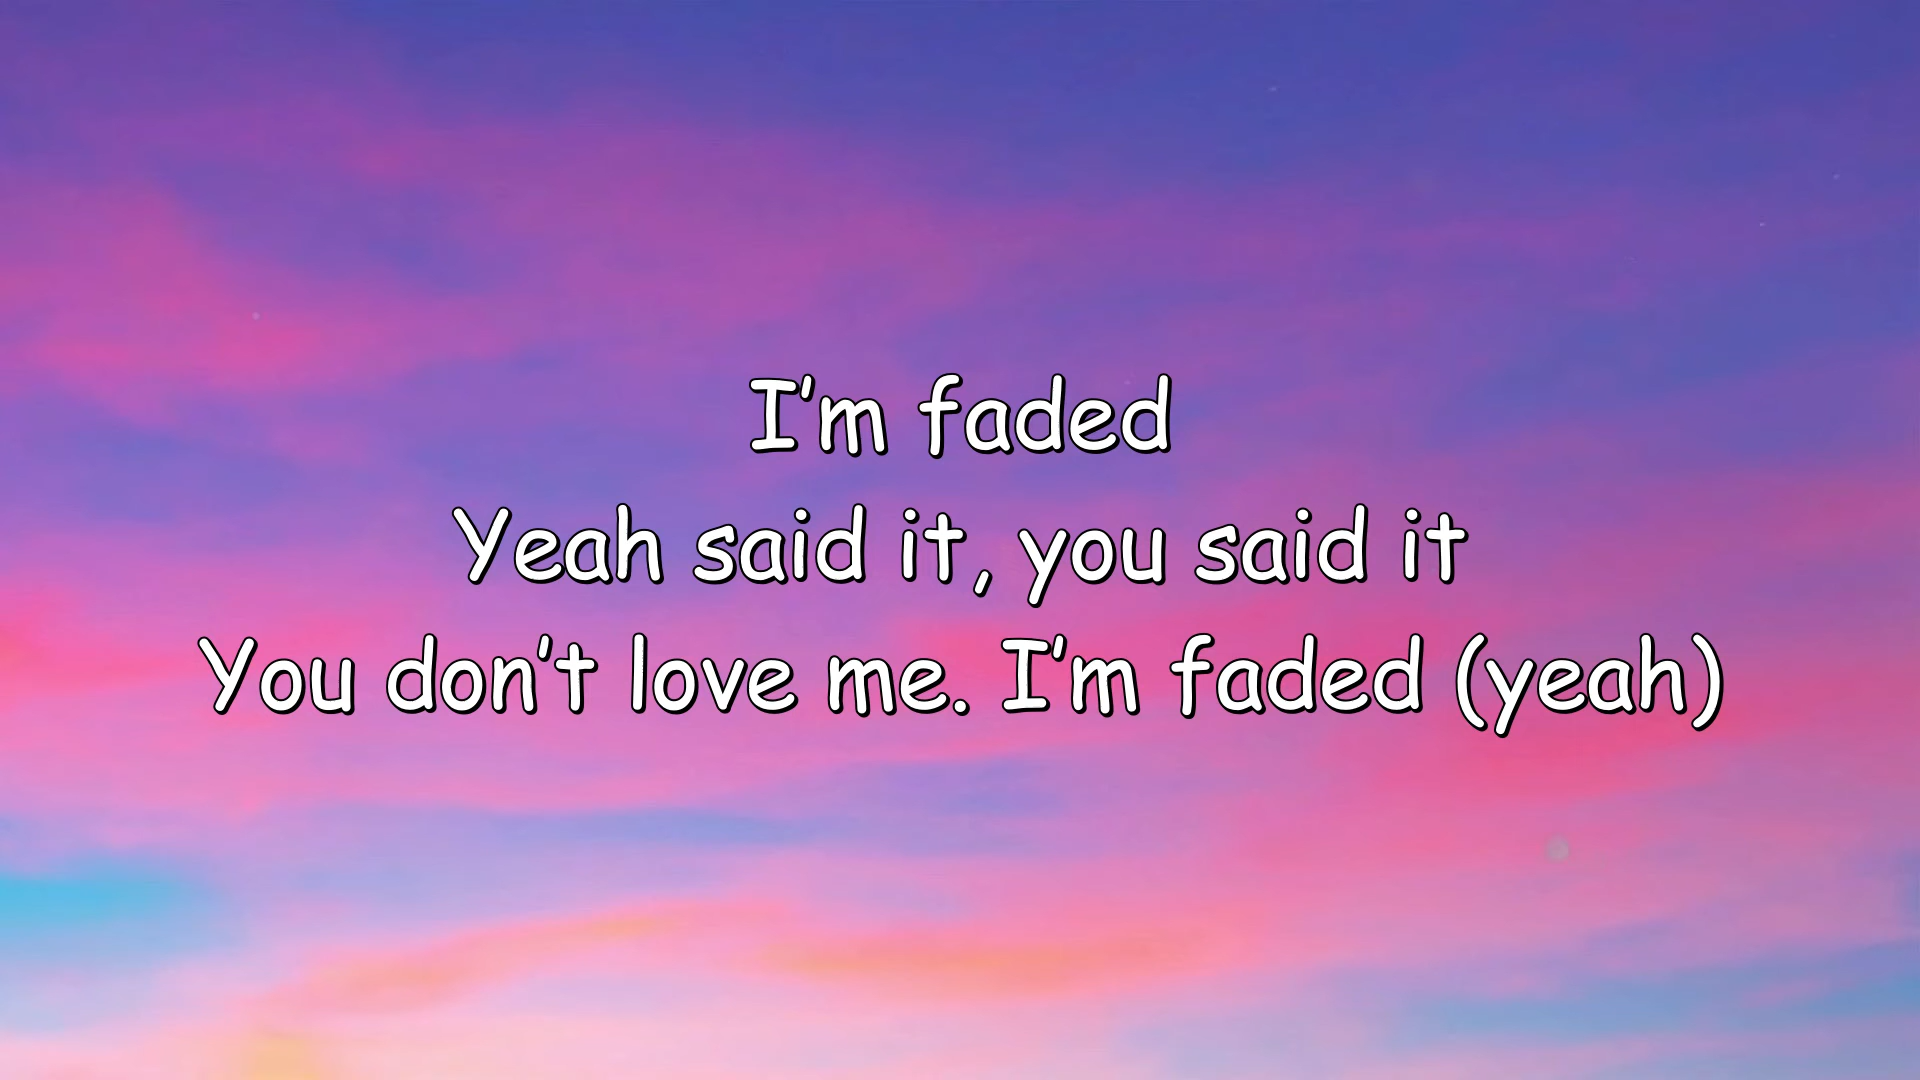 I’m faded
Yeah said it, you said it
You don’t love me. I’m faded (yeah)